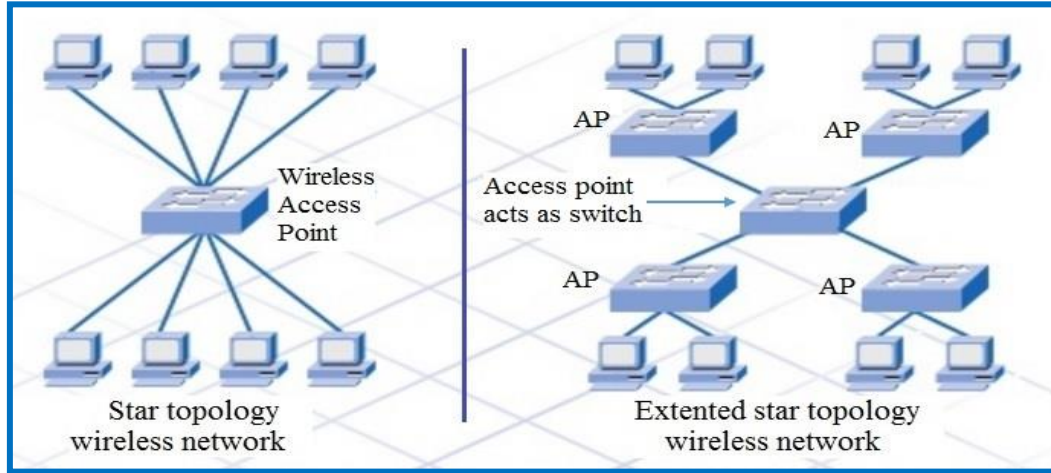 Wireless
Access
Point
Star topology
wireless network
AP
AP
Access point
acts as switch
AP
AP
Extented star topology
wireless network